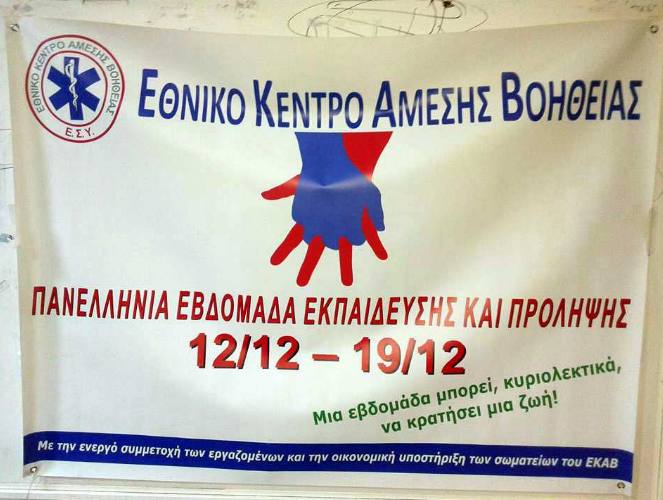 ΕΘΝΙΚΟ ΚΕΝΤΡΟ ΑΜΕΣΗΣ ΒΟΗΘΕΙΑΣ
Ε.Σ.Υ.
ΕΘΝΙΚΟ ΚΕΝΤΡΟ ΑΜΕΣΗΣ ΒΟΗΘΕΙΑΣ
ΠΑΝΕΛΛΗΝΙΑ ΕΒΔΟΜΑΔΑ ΕΚΠΑΙΔΕΥΣΗΣ ΚΑΙ ΠΡΟΛΗΨΗΣ
12/12 – 19/12
Μια εβδομάδα μπορεί, κυριολεκτικά,
να κρατήσει μια ζωή!
Με την ενεργό συμμετοχή των εργαζομένων και την οικονομική υποστήριξη των σωματείων του ΕΚΑΒ